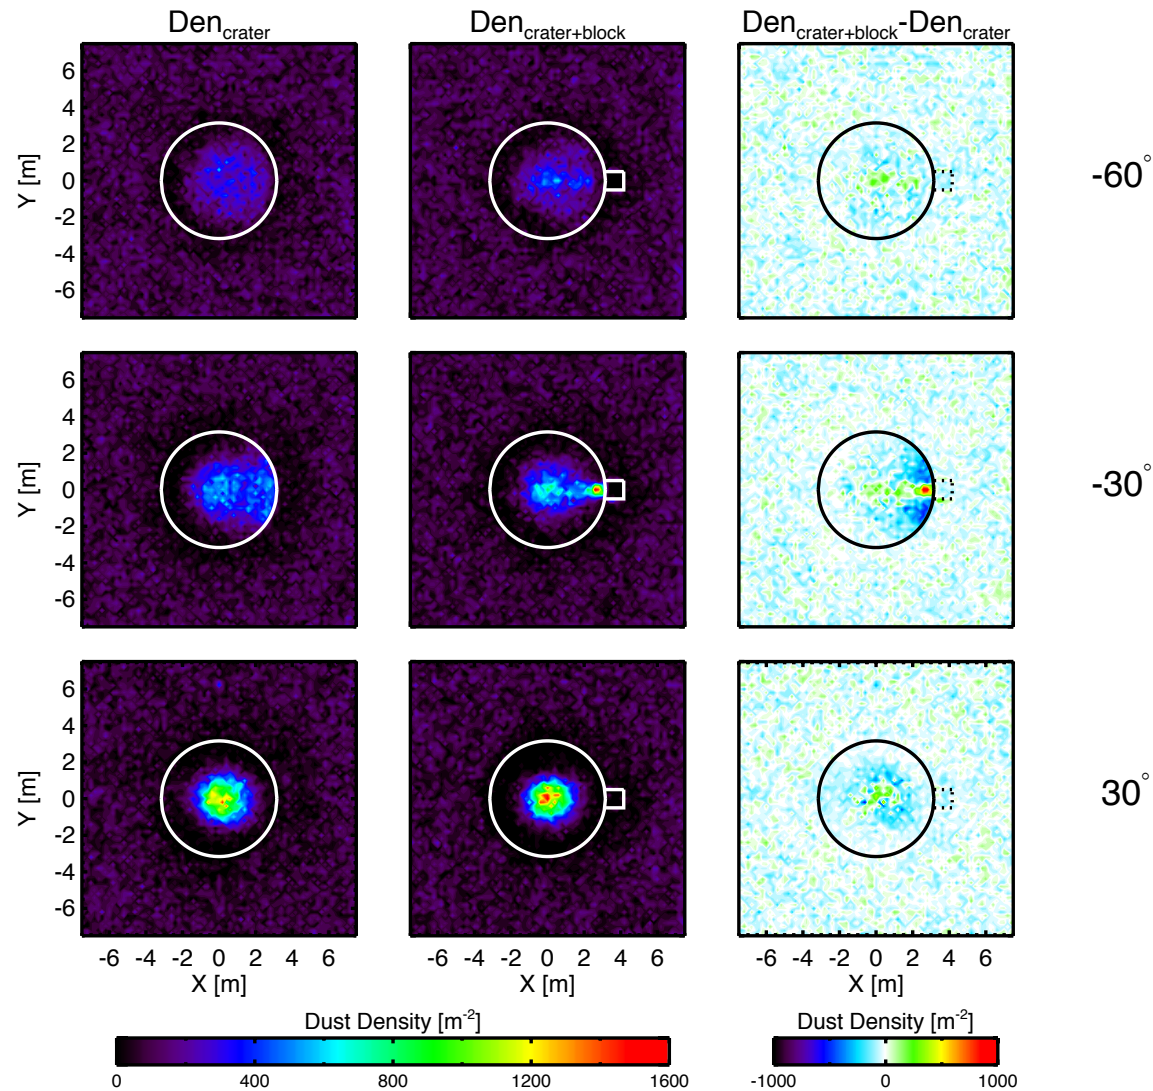 Den_crater Den_crater+block Den_crater+block-Den_crater
6
4
2
Y [m] 0
-2
-4
-6
-60°
6
4
2
Y [m] 0
-2
-4
-6
-30°
6
4
2
Y [m] 0
-2
-4
-6
30°
-6 -4 -2 0 2 4 6 -6 -4 -2 0 2 4 6 -6 -4 -2 0 2 4 6
X [m] X [m] X [m]
Dust Density [m⁻²] Dust Density [m⁻²]
0 400 800 1200 1600 -1000 0 1000